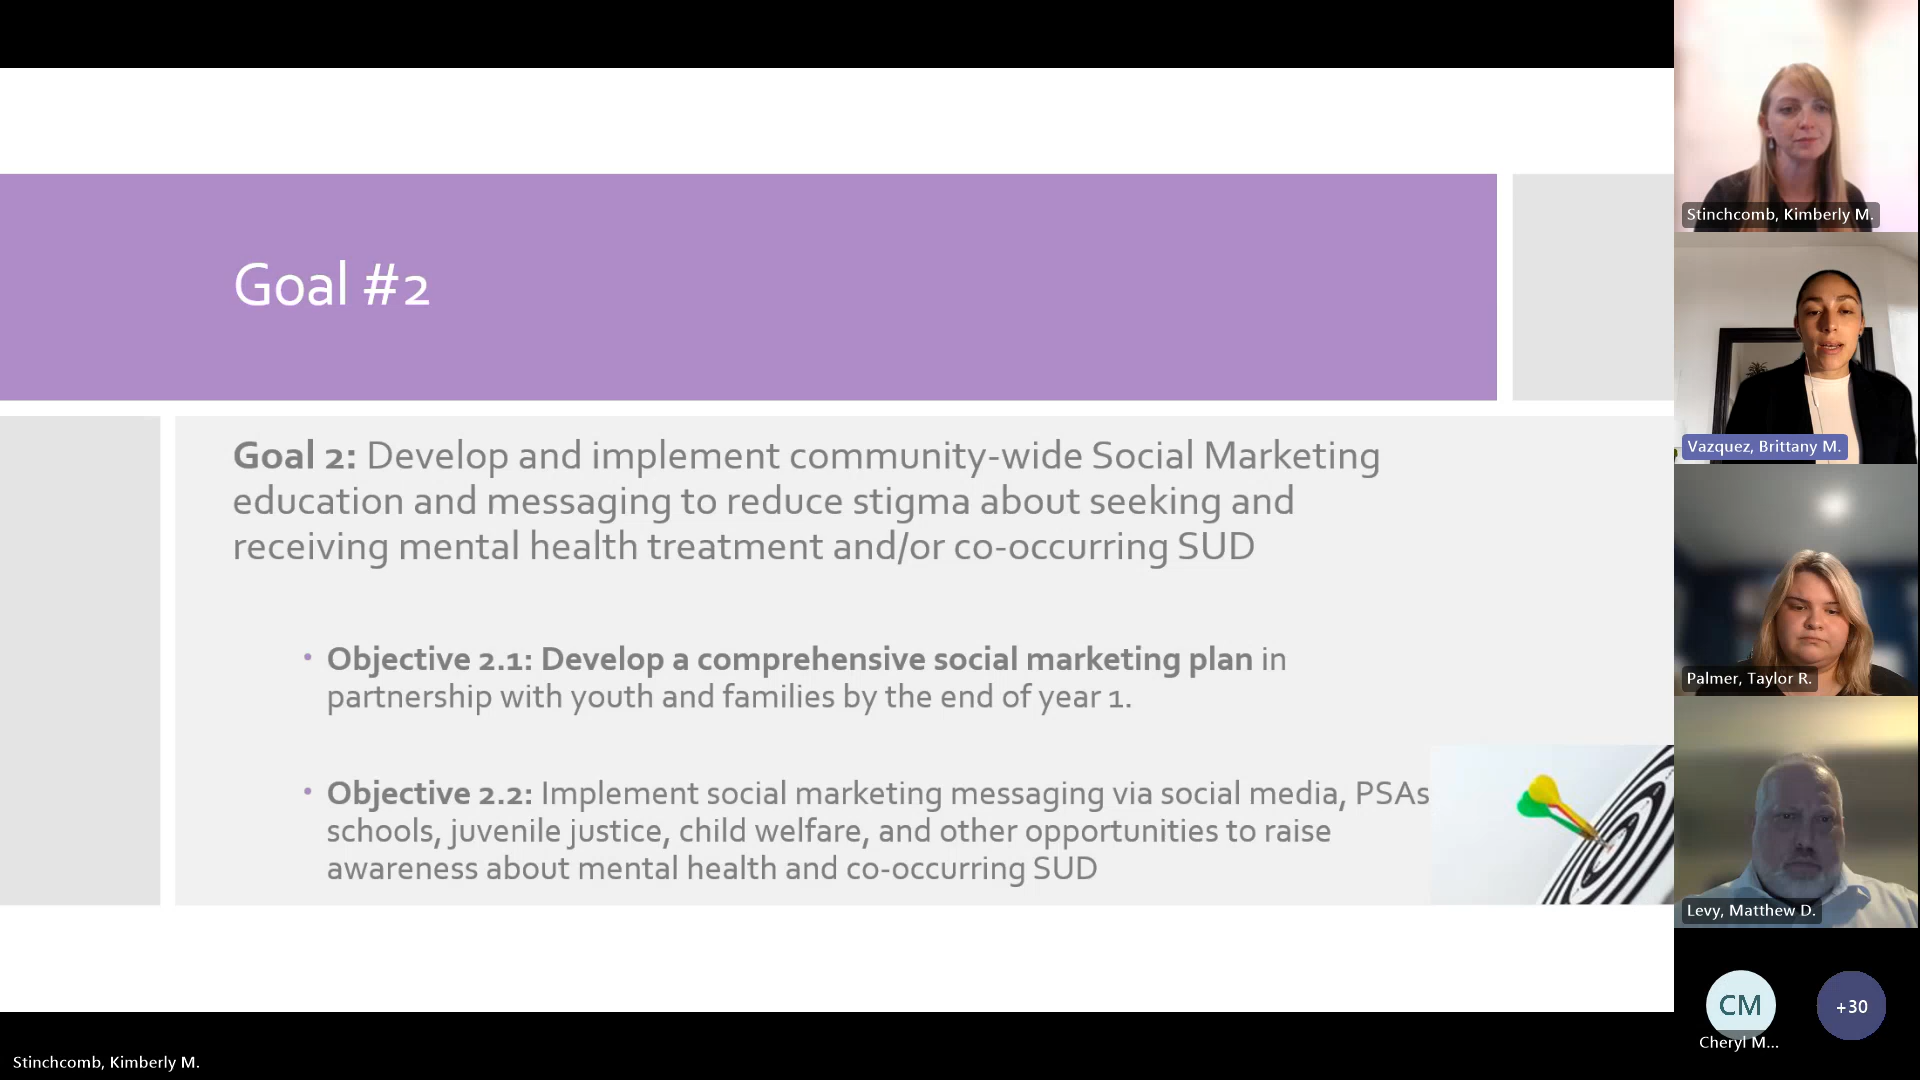 Goal #2
Goal 2: Develop and implement community-wide Social Marketing
education and messaging to reduce stigma about seeking and
receiving mental health treatment and/or co-occurring SUD
• Objective 2.1: Develop a comprehensive social marketing plan in
partnership with youth and families by the end of year 1.
• Objective 2.2: Implement social marketing messaging via social media, PSAs
schools, juvenile justice, child welfare, and other opportunities to raise
awareness about mental health and co-occurring SUD
Stinchcomb, Kimberly M.
Vazquez, Brittany M.
Palmer, Taylor R.
Levy, Matthew D.
CM
+30
Cheryl M...
Stinchcomb, Kimberly M.